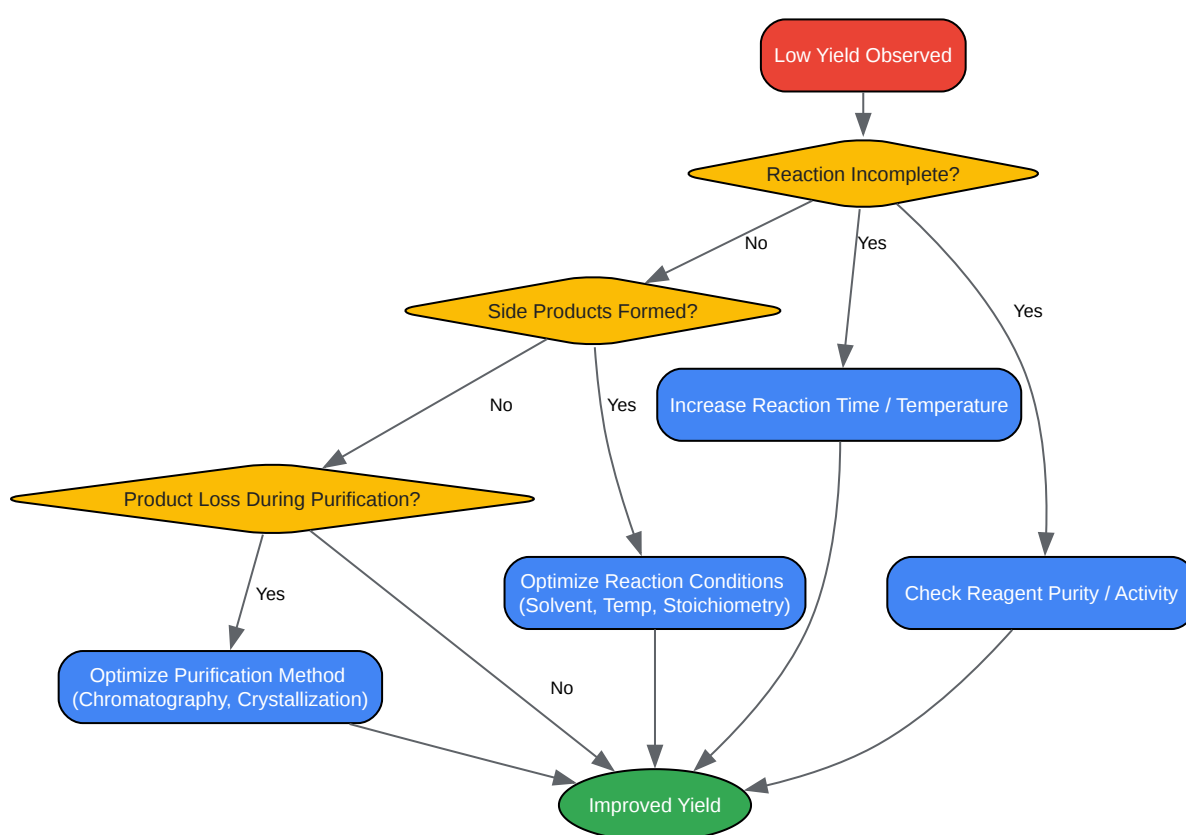 Low Yield Observed
Reaction Incomplete?
No
Yes
Yes
Side Products Formed?
No
Yes
Increase Reaction Time / Temperature
Product Loss During Purification?
Yes
Optimize Reaction Conditions
(Solvent, Temp, Stoichiometry)
Check Reagent Purity / Activity
Optimize Purification Method
(Chromatography, Crystallization)
No
Improved Yield